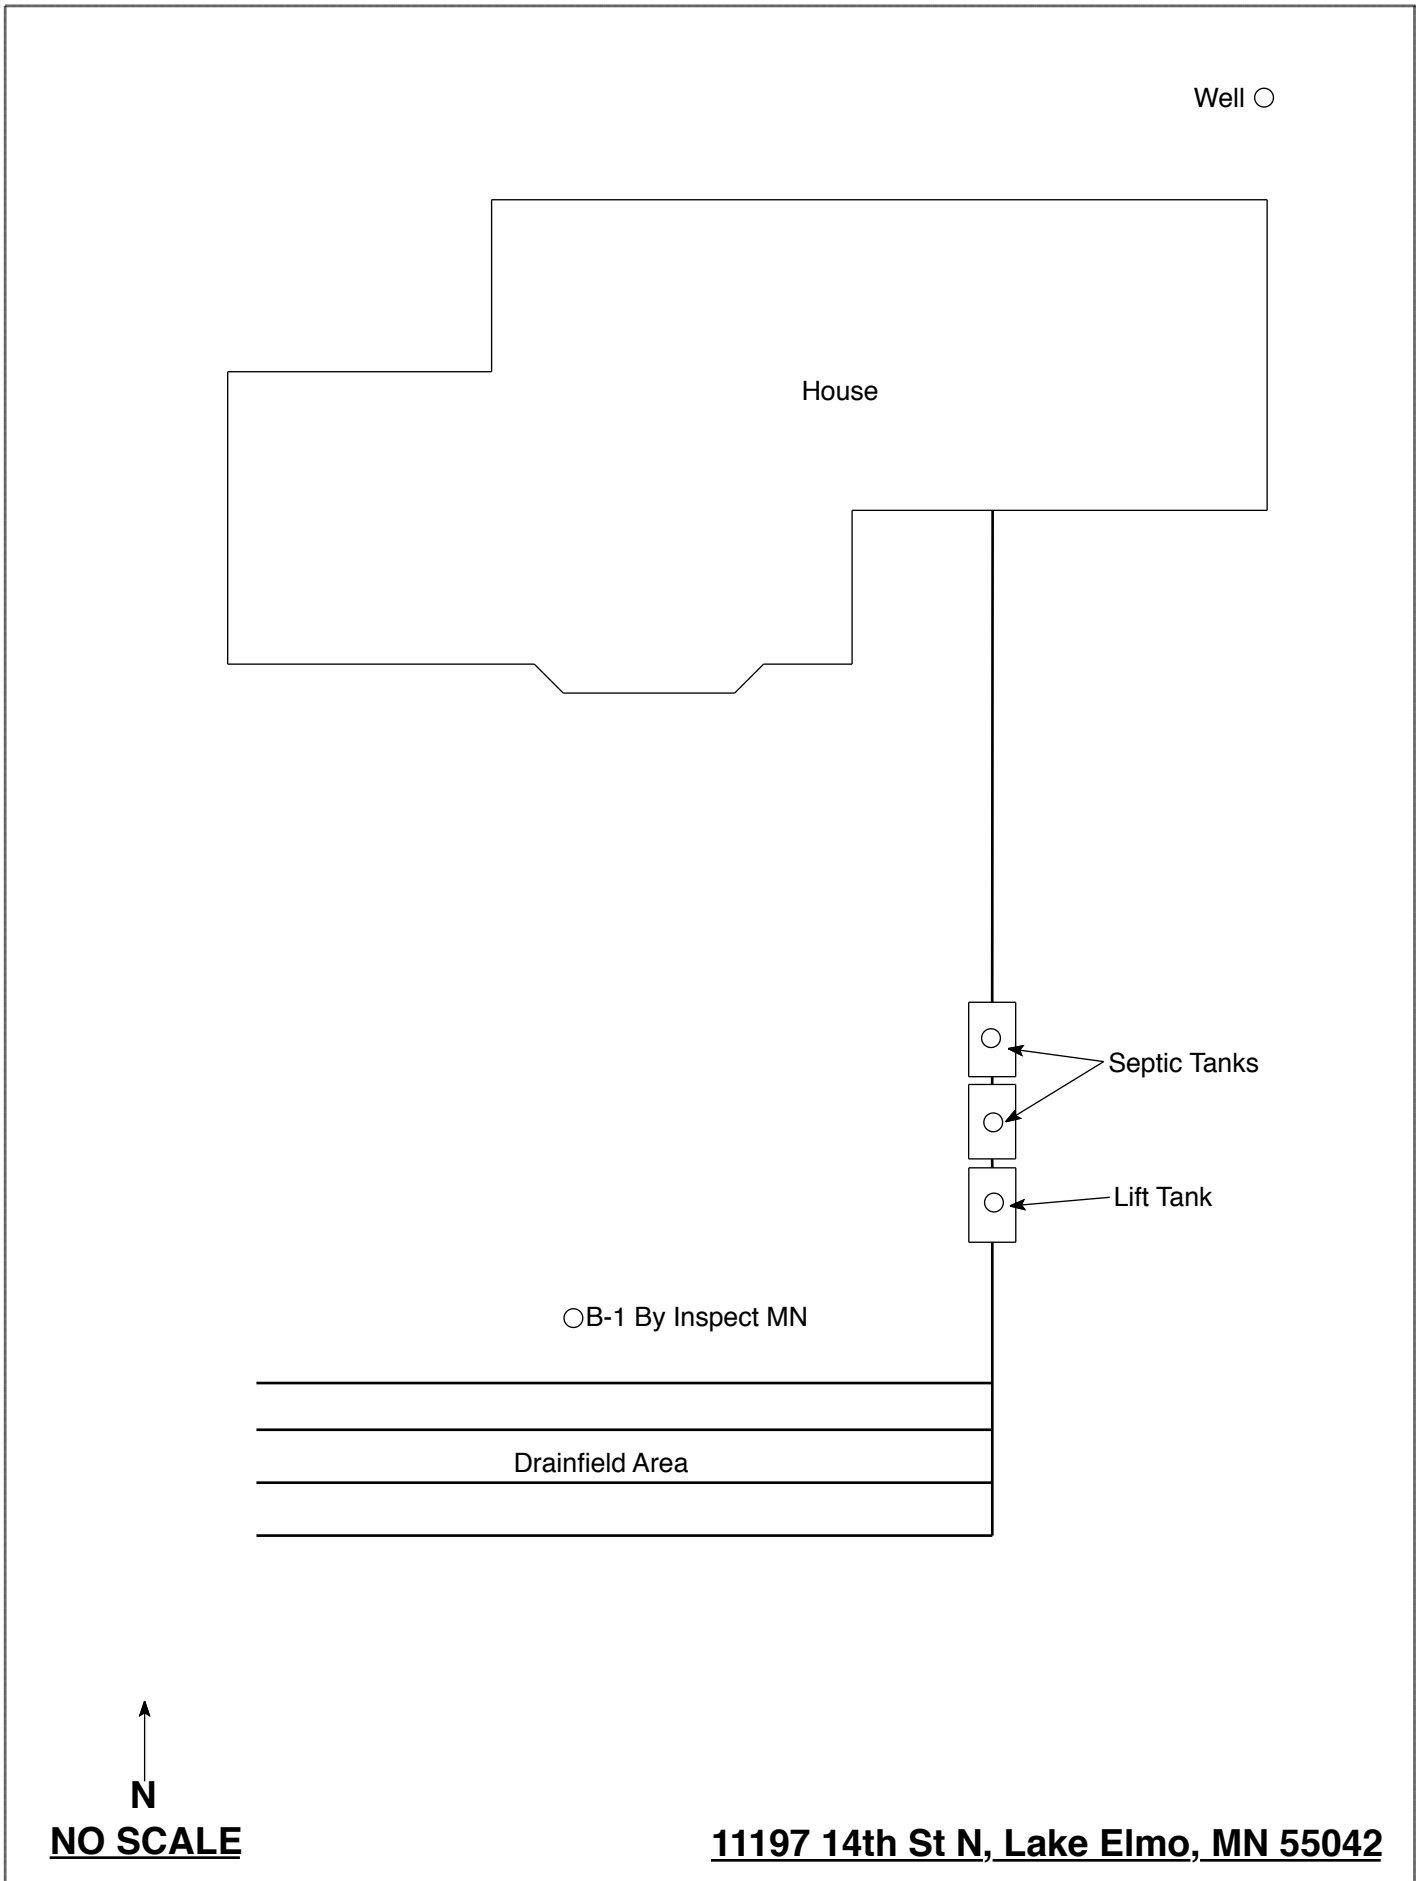 Well
House
Septic Tanks
Lift Tank
B-1 By Inspect MN
Drainfield Area
N
NO SCALE
11197 14th St N, Lake Elmo, MN 55042